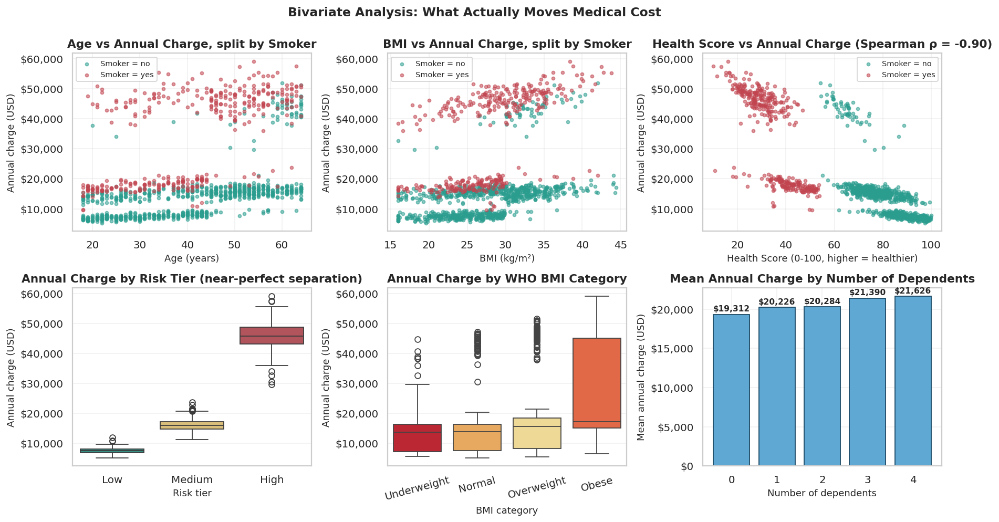 Bivariate Analysis: What Actually Moves Medical Cost
Age vs Annual Charge, split by Smoker
Smoker = no
Smoker = yes
Annual charge (USD)
$60,000
$50,000
$40,000
$30,000
$20,000
$10,000
20
30
40
50
60
Age (years)
BMI vs Annual Charge, split by Smoker
Smoker = no
Smoker = yes
Annual charge (USD)
$60,000
$50,000
$40,000
$30,000
$20,000
$10,000
15
20
25
30
35
40
45
BMI (kg/m²)
Health Score vs Annual Charge (Spearman ρ = -0.90)
Smoker = no
Smoker = yes
Annual charge (USD)
$60,000
$50,000
$40,000
$30,000
$20,000
$10,000
20
40
60
80
100
Health Score (0-100, higher = healthier)
Annual Charge by Risk Tier (near-perfect separation)
Annual charge (USD)
$60,000
$50,000
$40,000
$30,000
$20,000
$10,000
Low
Medium
High
Risk tier
Annual Charge by WHO BMI Category
Annual charge (USD)
$60,000
$50,000
$40,000
$30,000
$20,000
$10,000
Underweight
Normal
Overweight
Obese
BMI category
Mean Annual Charge by Number of Dependents
Mean annual charge (USD)
$20,000
$15,000
$10,000
$5,000
$0
$19,312
$20,226
$20,284
$21,390
$21,626
0
1
2
3
4
Number of dependents